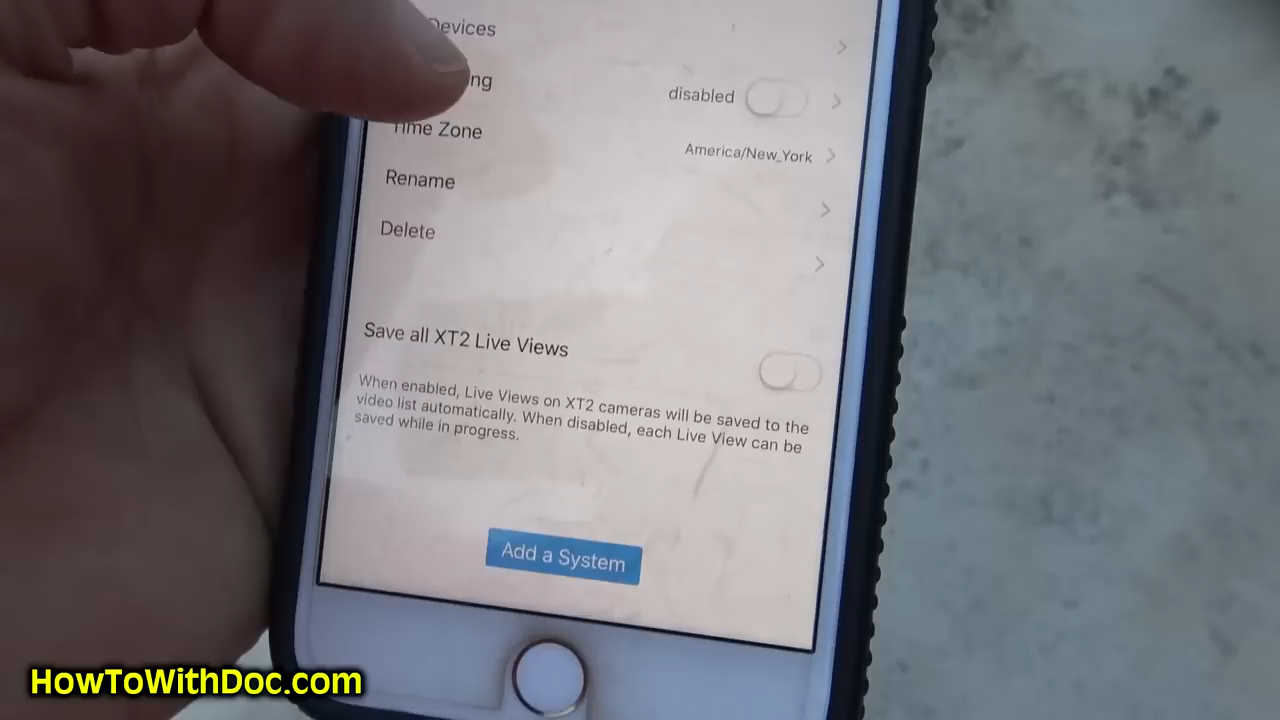 Devices
ng
disabled
Time Zone
America/New_York
Rename
Delete
Save all XT2 Live Views
When enabled, Live Views on XT2 cameras will be saved to the
video list automatically. When disabled, each Live View can be
saved while in progress.
Add a System
HowToWithDoc.com